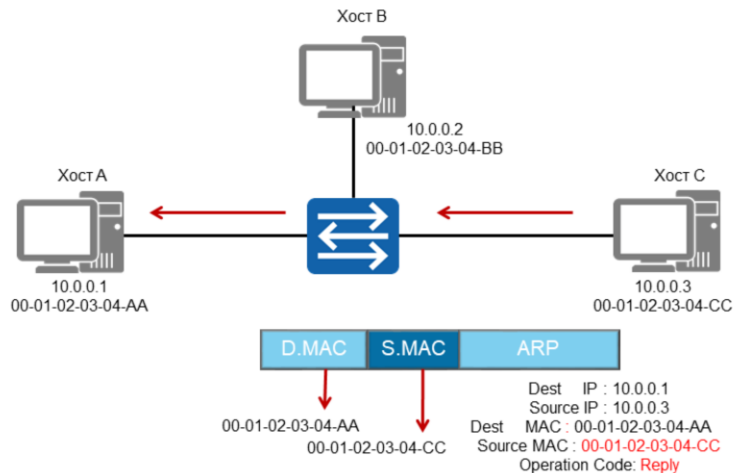 Хост B
10.0.0.2
00-01-02-03-04-BB
Хост A
Хост C
10.0.0.1
00-01-02-03-04-AA
10.0.0.3
00-01-02-03-04-CC
D.MAC S.MAC ARP
00-01-02-03-04-AA
00-01-02-03-04-CC
Dest IP : 10.0.0.1
Source IP : 10.0.0.3
Dest MAC : 00-01-02-03-04-AA
Source MAC : 00-01-02-03-04-CC
Operation Code: Reply